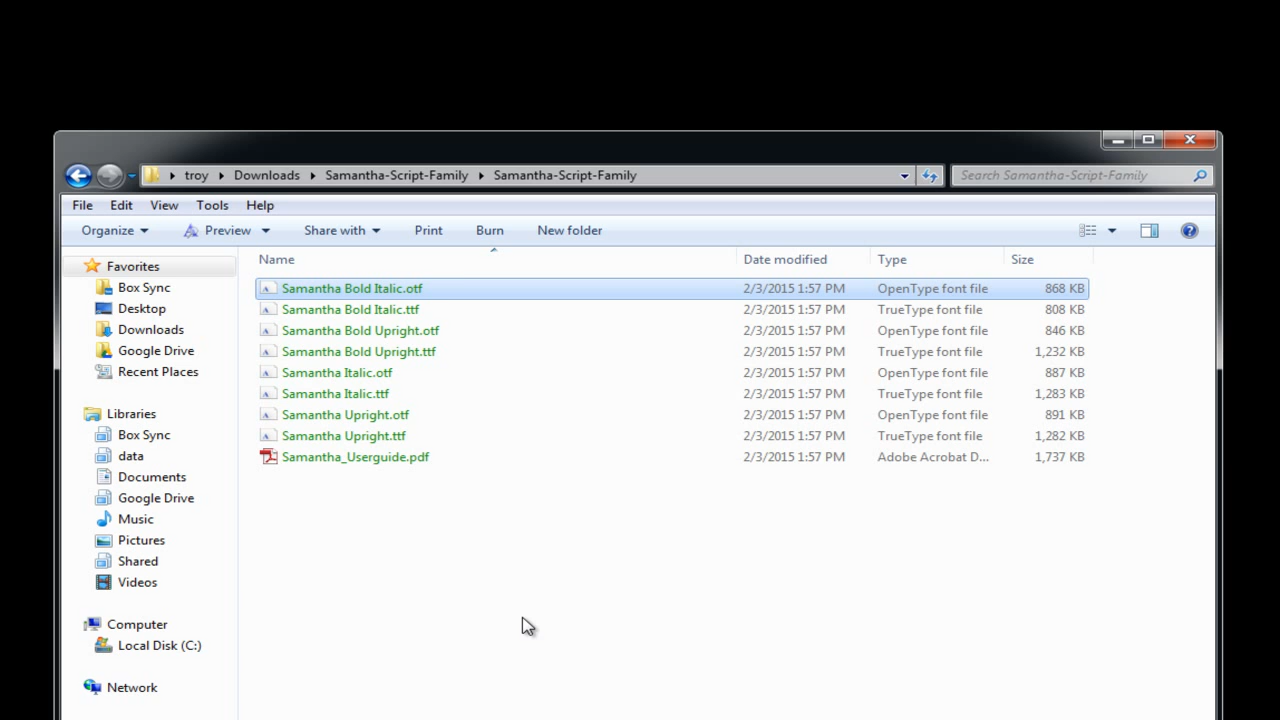 troy Downloads Samantha-Script-Family Samantha-Script-Family Search Samantha-Script-Family
File Edit View Tools Help
Organize Preview Share with Print Burn New folder
Name Date modified Type Size
Favorites
Box Sync
Desktop
Downloads
Google Drive
Recent Places
Libraries
Box Sync
data
Documents
Google Drive
Music
Pictures
Shared
Videos
Computer
Local Disk (C:)
Network
Samantha Bold Italic.otf 2/3/2015 1:57 PM OpenType font file 868 KB
Samantha Bold Italic.ttf 2/3/2015 1:57 PM TrueType font file 808 KB
Samantha Bold Upright.otf 2/3/2015 1:57 PM OpenType font file 846 KB
Samantha Bold Upright.ttf 2/3/2015 1:57 PM TrueType font file 1,232 KB
Samantha Italic.otf 2/3/2015 1:57 PM OpenType font file 887 KB
Samantha Italic.ttf 2/3/2015 1:57 PM TrueType font file 1,283 KB
Samantha Upright.otf 2/3/2015 1:57 PM OpenType font file 891 KB
Samantha Upright.ttf 2/3/2015 1:57 PM TrueType font file 1,282 KB
Samantha_Userguide.pdf 2/3/2015 1:57 PM Adobe Acrobat D... 1,737 KB